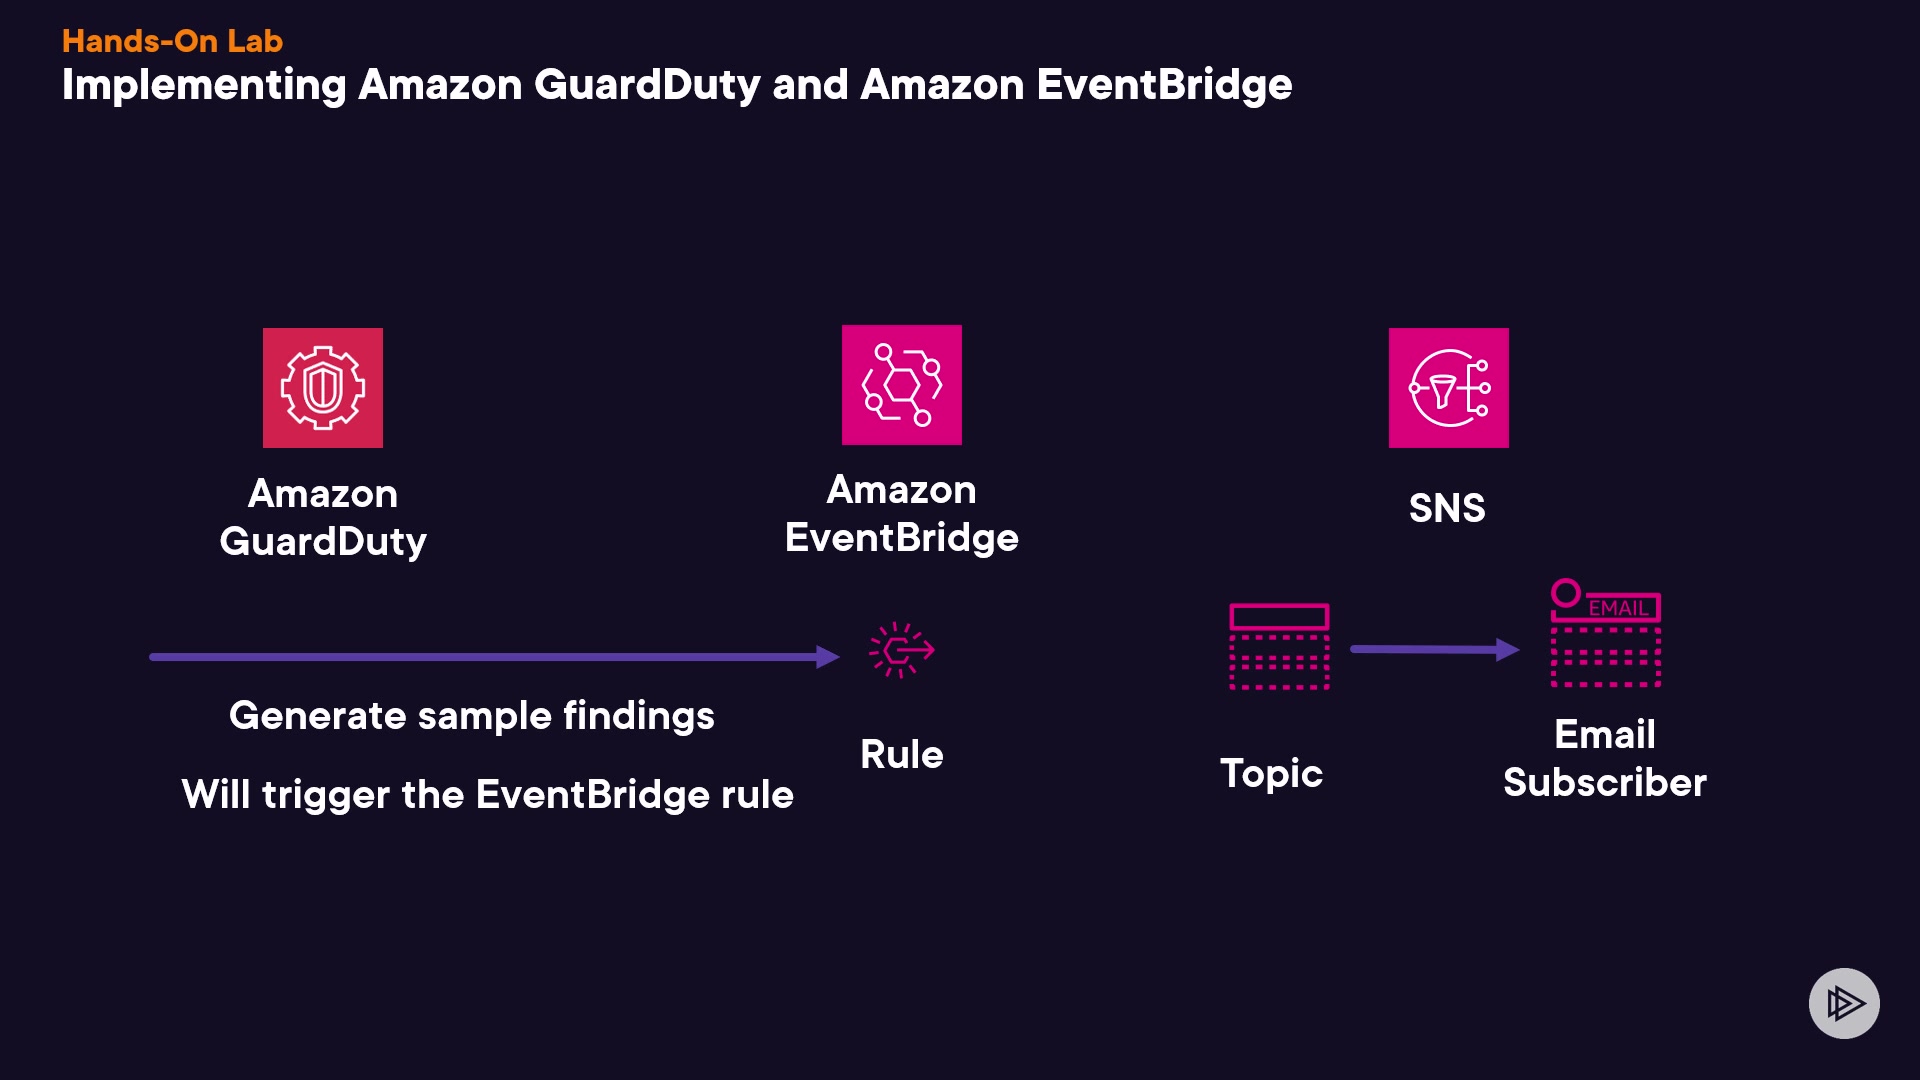 Hands-On Lab
Implementing Amazon GuardDuty and Amazon EventBridge
Amazon
GuardDuty
Amazon
EventBridge
SNS
EMAIL
Generate sample findings
Will trigger the EventBridge rule
Rule
Topic
Email
Subscriber